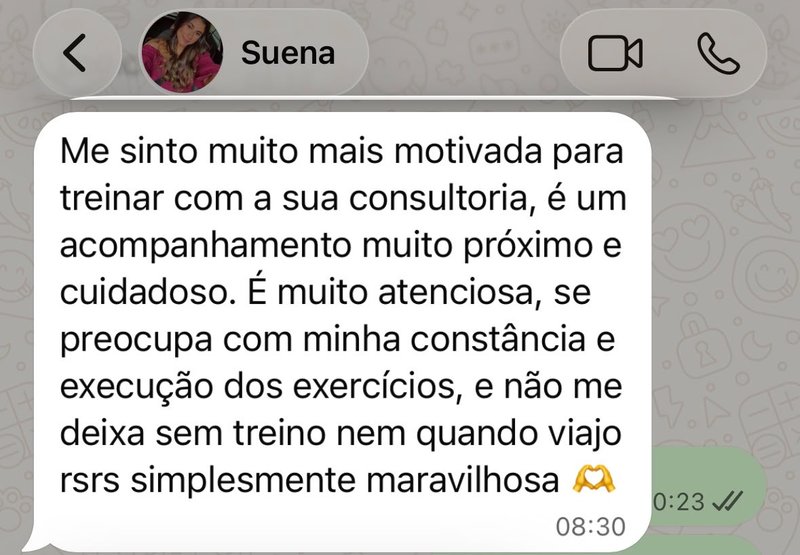 Suena
Me sinto muito mais motivada para
treinar com a sua consultoria, é um
acompanhamento muito próximo e
cuidadoso. É muito atenciosa, se
preocupa com minha constância e
execução dos exercícios, e não me
deixa sem treino nem quando viajo
rsrs simplesmente maravilhosa 🫶
08:30
0:23